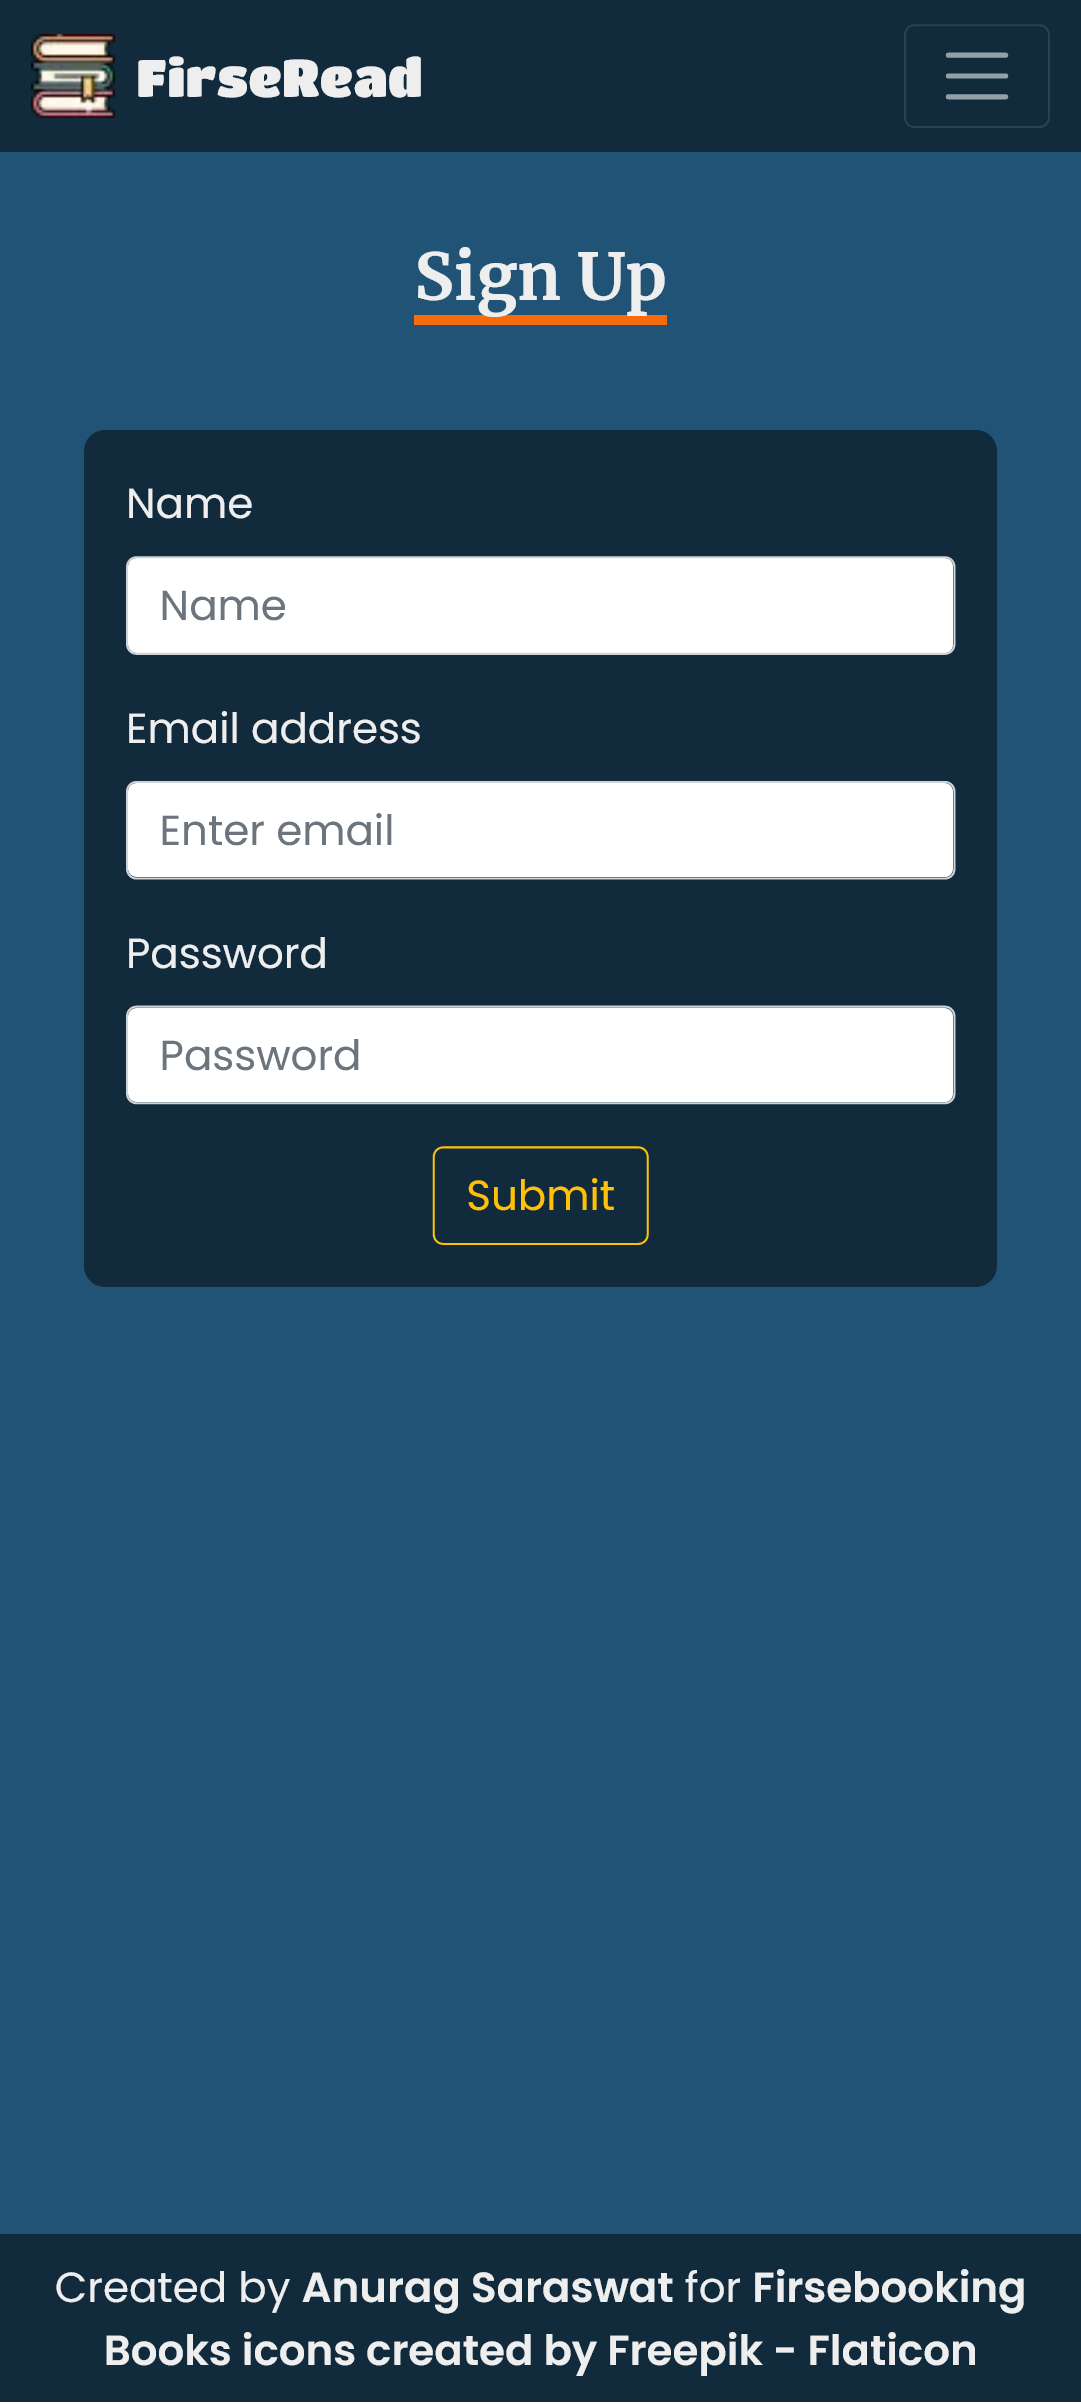 FirseRead
Sign Up
Name
Name
Email address
Enter email
Password
Password
Submit
Created by Anurag Saraswat for Firsebooking
Books icons created by Freepik - Flaticon